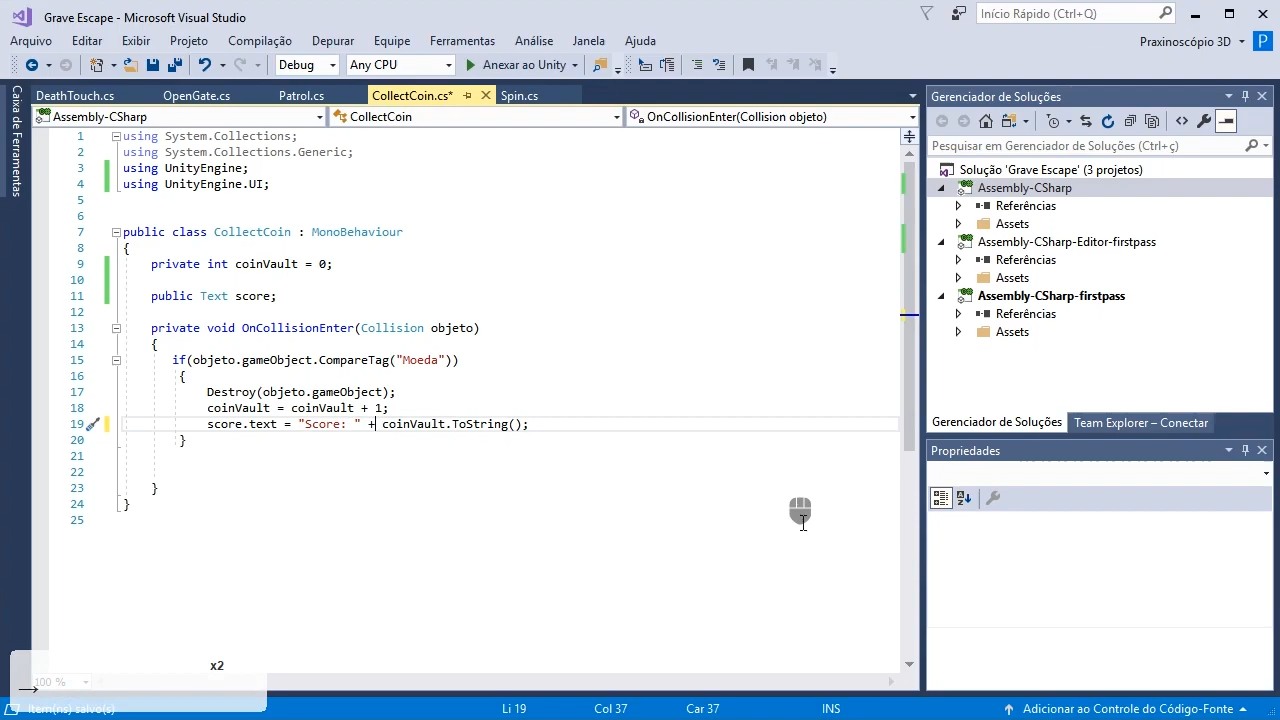 Grave Escape - Microsoft Visual Studio
Início Rápido (Ctrl+Q)
Arquivo Editar Exibir Projeto Compilação Depurar Equipe Ferramentas Análise Janela Ajuda
Praxinoscópio 3D P
Debug Any CPU Anexar ao Unity
Caixa de Ferramentas
DeathTouch.cs OpenGate.cs Patrol.cs CollectCoin.cs* Spin.cs
Assembly-CSharp CollectCoin OnCollisionEnter(Collision objeto)
1 using System.Collections;
2 using System.Collections.Generic;
3 using UnityEngine;
4 using UnityEngine.UI;
5
6
7 public class CollectCoin : MonoBehaviour
8 {
9 private int coinVault = 0;
10
11 public Text score;
12
13 private void OnCollisionEnter(Collision objeto)
14 {
15 if(objeto.gameObject.CompareTag("Moeda"))
16 {
17 Destroy(objeto.gameObject);
18 coinVault = coinVault + 1;
19 score.text = "Score: " + coinVault.ToString();
20 }
21
22
23 }
24 }
25
Gerenciador de Soluções
Pesquisar em Gerenciador de Soluções (Ctrl+ç)
Solução 'Grave Escape' (3 projetos)
Assembly-CSharp
Referências
Assets
Assembly-CSharp-Editor-firstpass
Referências
Assets
Assembly-CSharp-firstpass
Referências
Assets
Gerenciador de Soluções Team Explorer – Conectar
Propriedades
x2
→
100 %
Item(ns) salvo(s) Li 19 Col 37 Car 37 INS Adicionar ao Controle do Código-Fonte